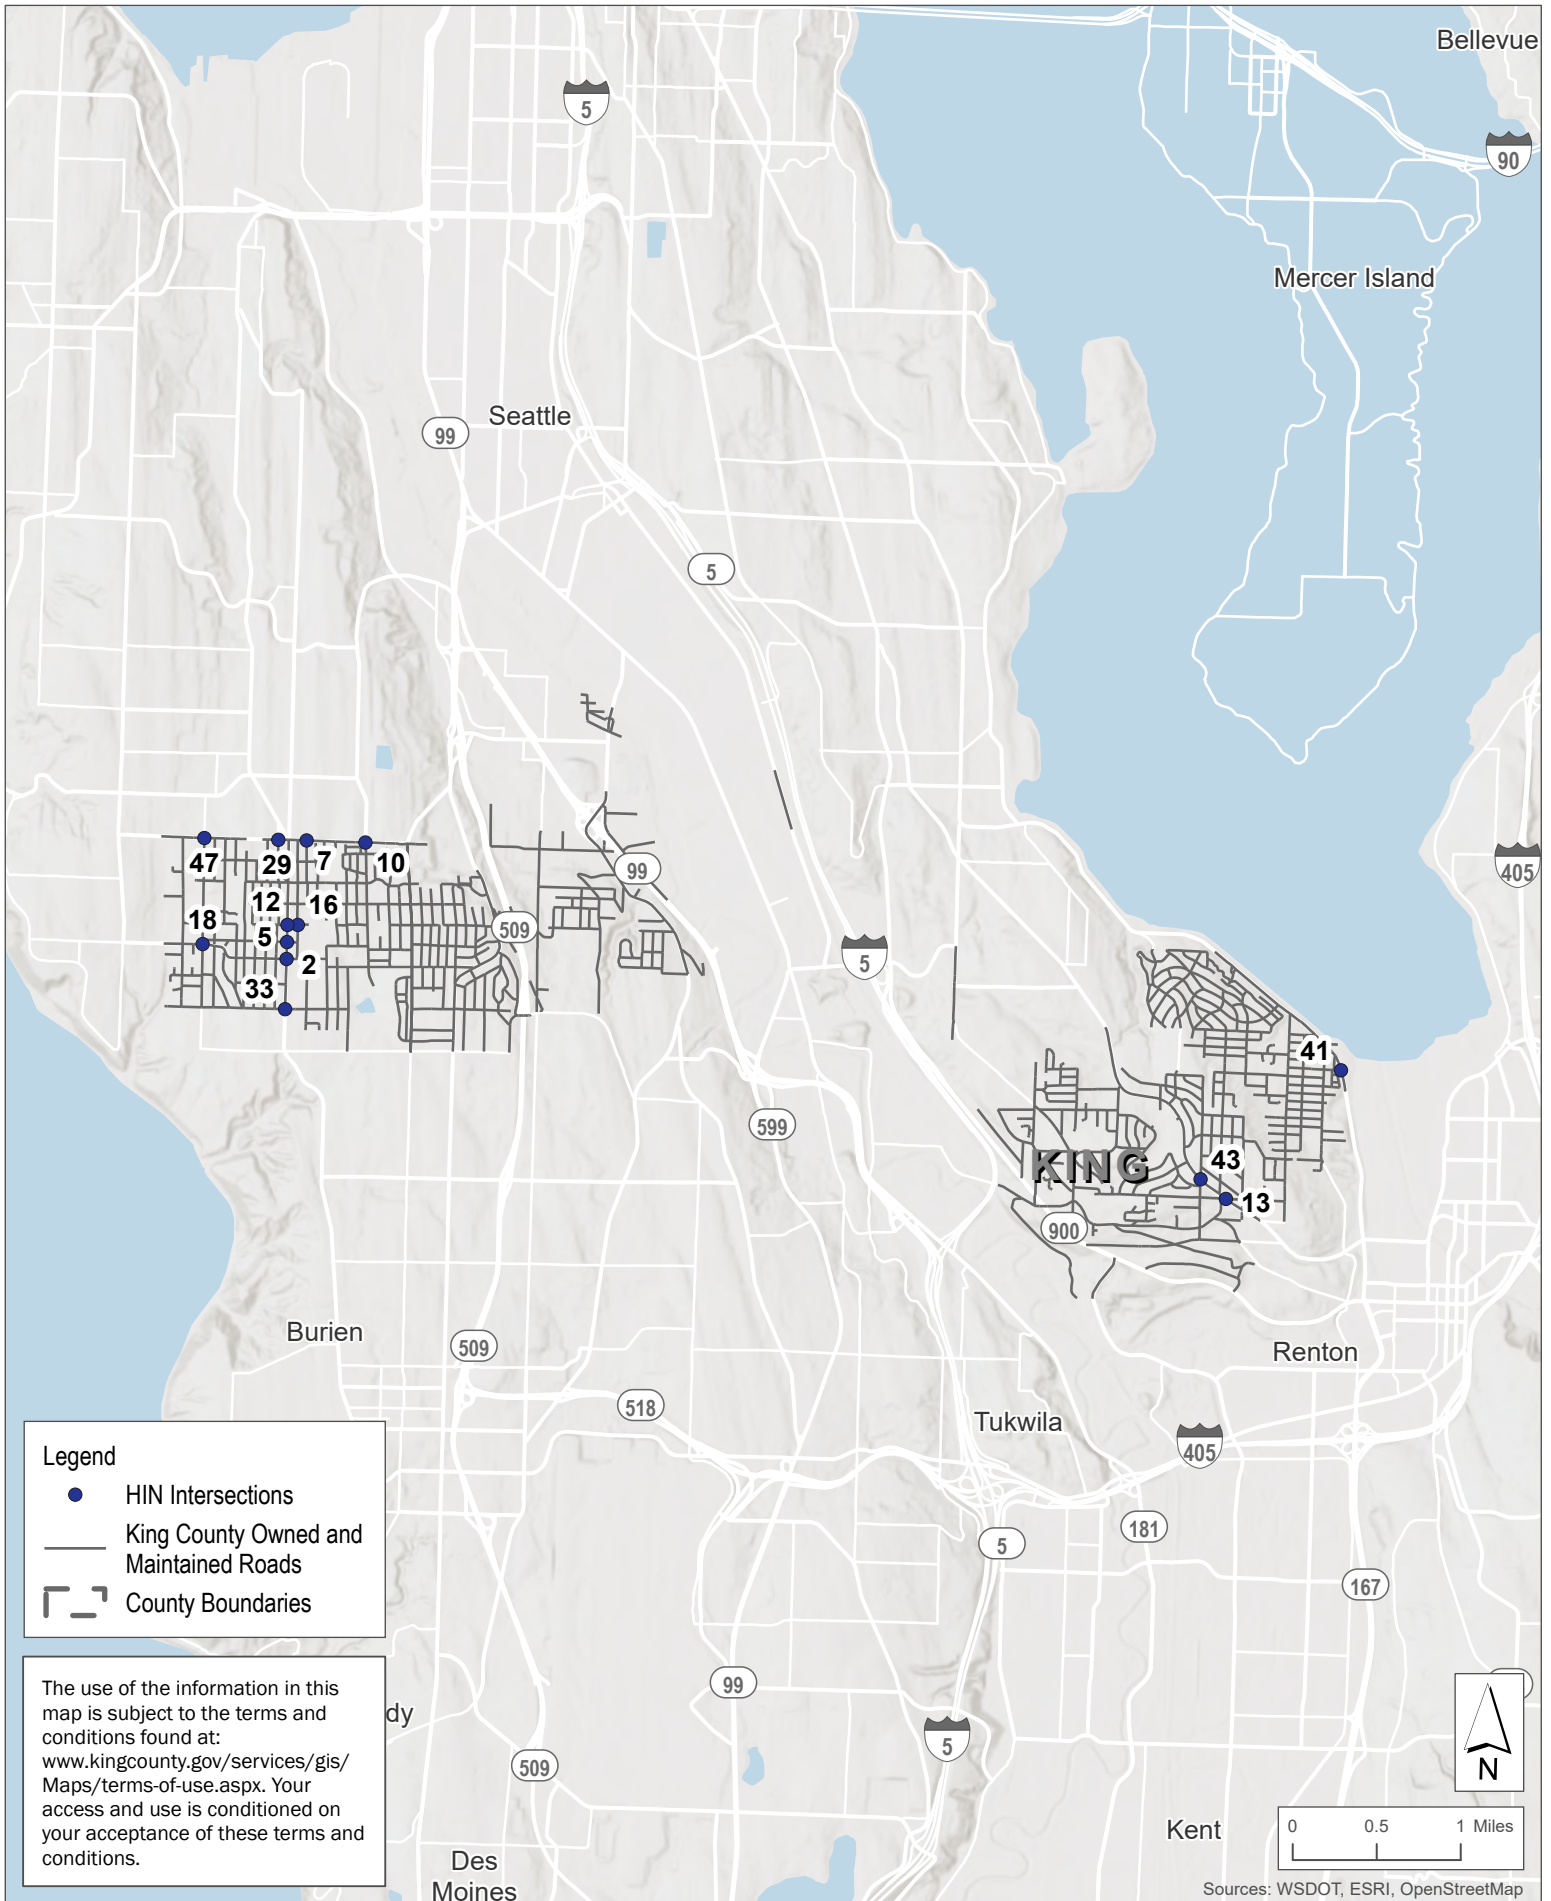 Bellevue
5
90
Mercer Island
Seattle
99
5
47
29
7
10
99
405
12
16
18
5
509
2
5
33
41
599
KING
43
13
900
Burien
509
Renton
518
Tukwila
405
Legend
HIN Intersections
King County Owned and
Maintained Roads
County Boundaries
181
5
167
The use of the information in this
map is subject to the terms and
conditions found at:
www.kingcounty.gov/services/gis/
Maps/terms-of-use.aspx. Your
access and use is conditioned on
your acceptance of these terms and
conditions.
dy
99
5
509
N
Kent
0 0.5 1 Miles
Des
Moines
Sources: WSDOT, ESRI, OpenStreetMap